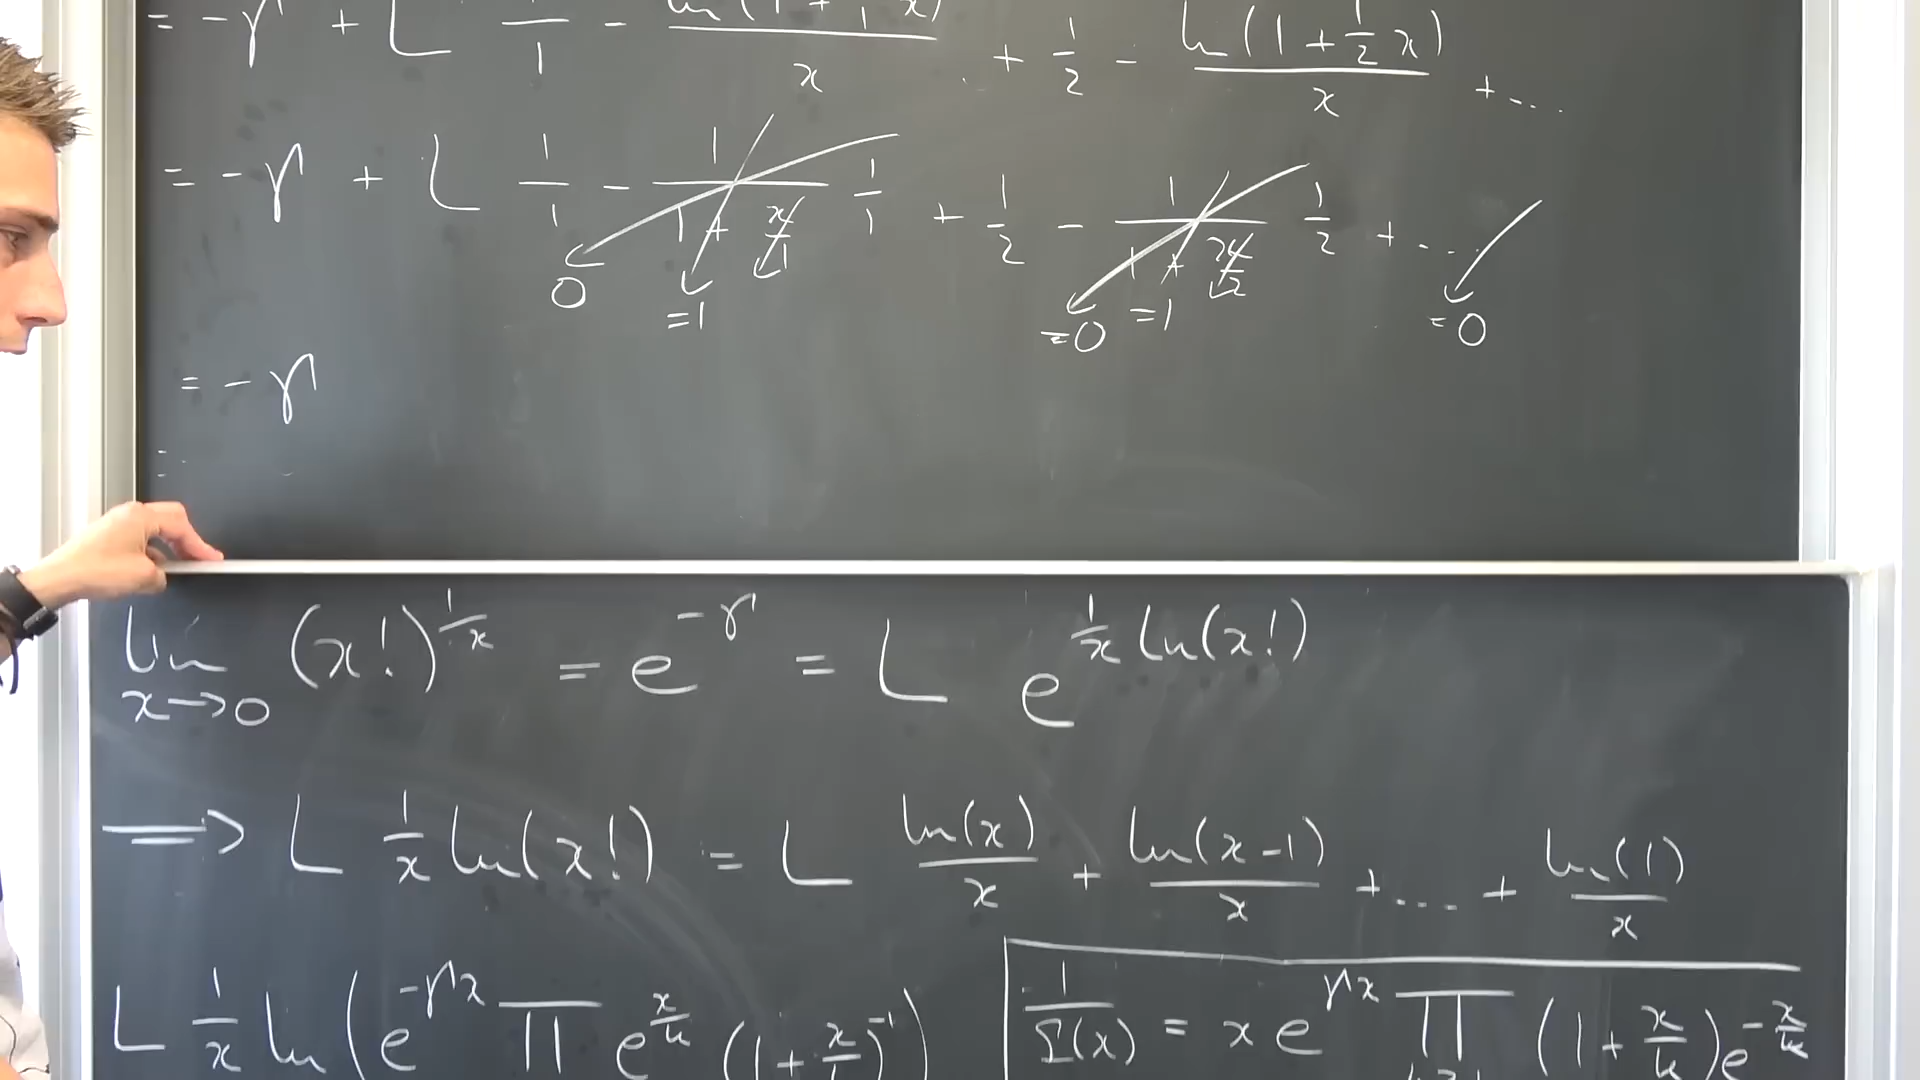 = -γ + L 1/1 - ln(1 + 1/1 x)/x + 1/2 - ln(1 + 1/2 x)/x + ...
= -γ + L 1/1 - 1/(1 + x/1) 1/1 + 1/2 - 1/(1 + x/2) 1/2 + ...
0 =1 =0 =1 =0
= -γ
lim x→0 (x!)^(1/x) = e^(-γ) = L e^(1/x ln(x!))
⟹ L 1/x ln(x!) = L ln(x)/x + ln(x-1)/x + ... + ln(1)/x
L 1/x ln(e^(-γx) ∏ e^(x/k) (1 + x/k)^(-1))
1/Γ(x) = x e^(γx) ∏ (1 + x/k) e^(-x/k)